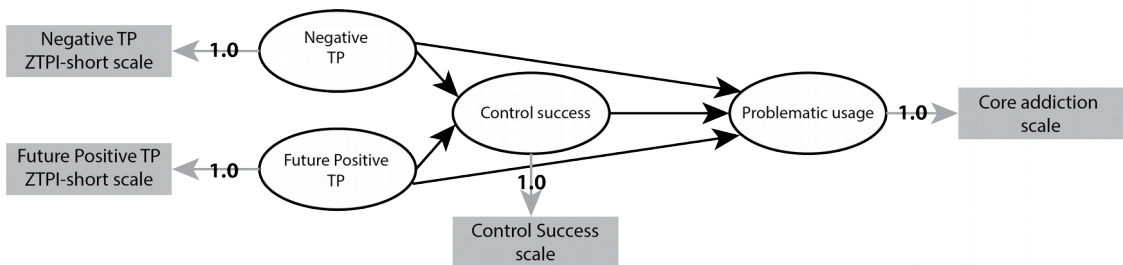 Negative TP
ZTPI-short scale
1.0
Negative
TP
Control success
Problematic usage
1.0
Core addiction
scale
Future Positive TP
ZTPI-short scale
1.0
Future Positive
TP
1.0
Control Success
scale